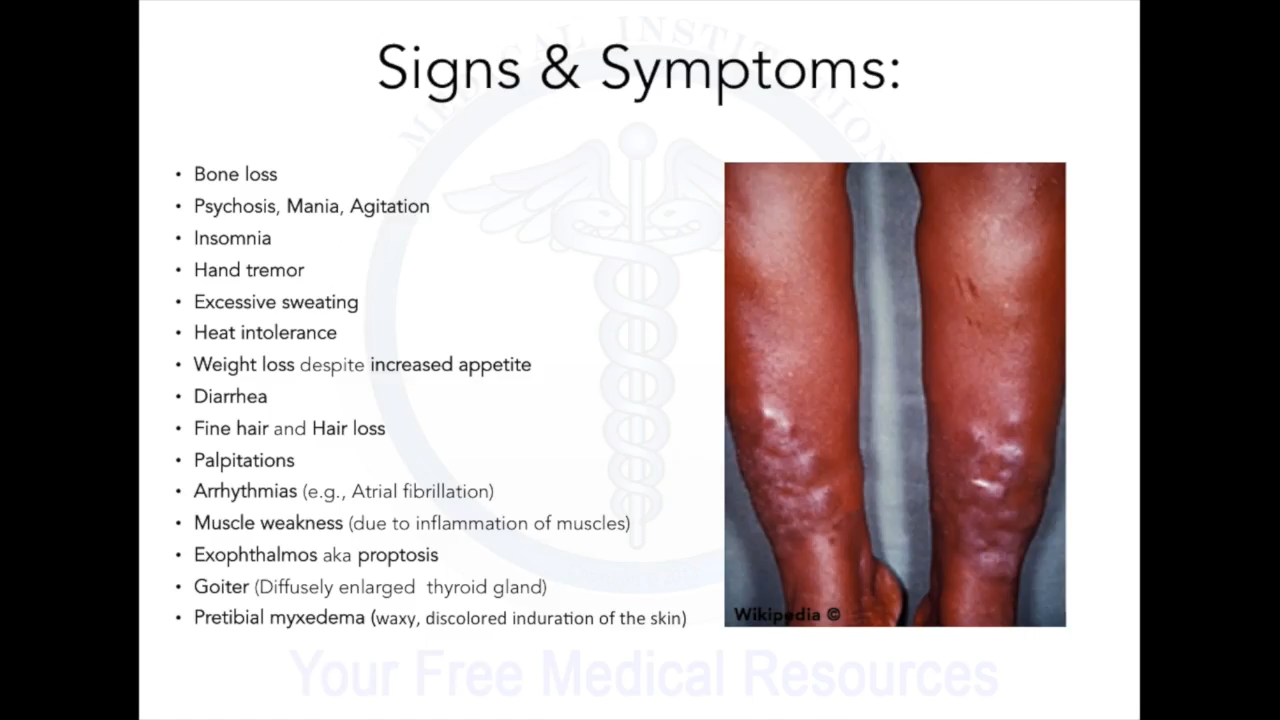 MEDICAL INSTITUTION
Signs & Symptoms:
• Bone loss
• Psychosis, Mania, Agitation
• Insomnia
• Hand tremor
• Excessive sweating
• Heat intolerance
• Weight loss despite increased appetite
• Diarrhea
• Fine hair and Hair loss
• Palpitations
• Arrhythmias (e.g., Atrial fibrillation)
• Muscle weakness (due to inflammation of muscles)
• Exophthalmos aka proptosis
• Goiter (Diffusely enlarged thyroid gland)
• Pretibial myxedema (waxy, discolored induration of the skin)
Wikipedia ©
Your Free Medical Resources